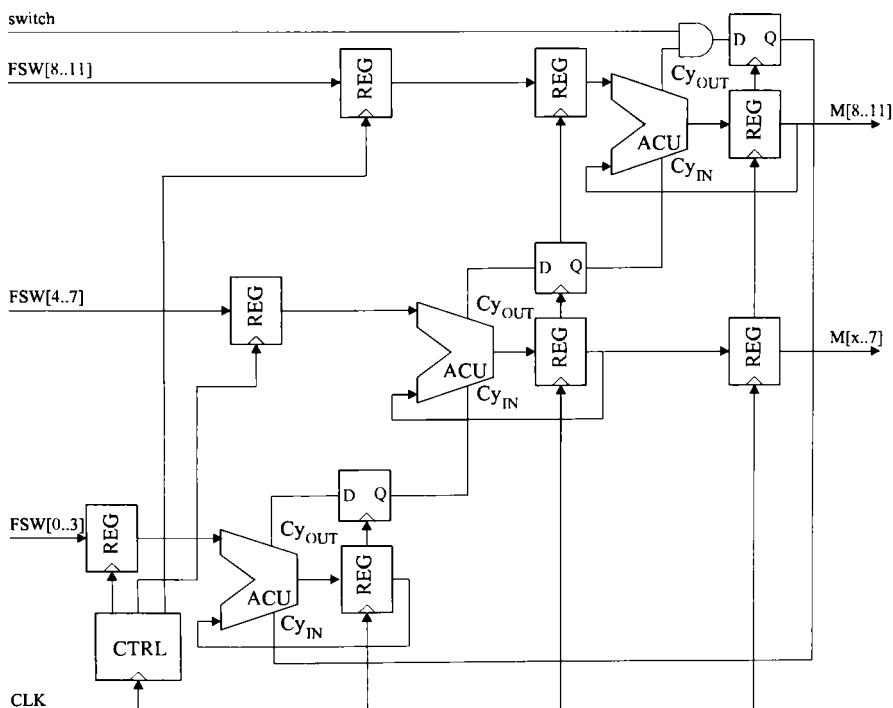 switch
D Q
FSW[8..11]
REG
REG
Cy_OUT
REG
M[8..11]
ACU
Cy_IN
D Q
FSW[4..7]
REG
Cy_OUT
REG
REG
M[x..7]
ACU
Cy_IN
D Q
FSW[0..3]
REG
Cy_OUT
REG
ACU
Cy_IN
CTRL
CLK